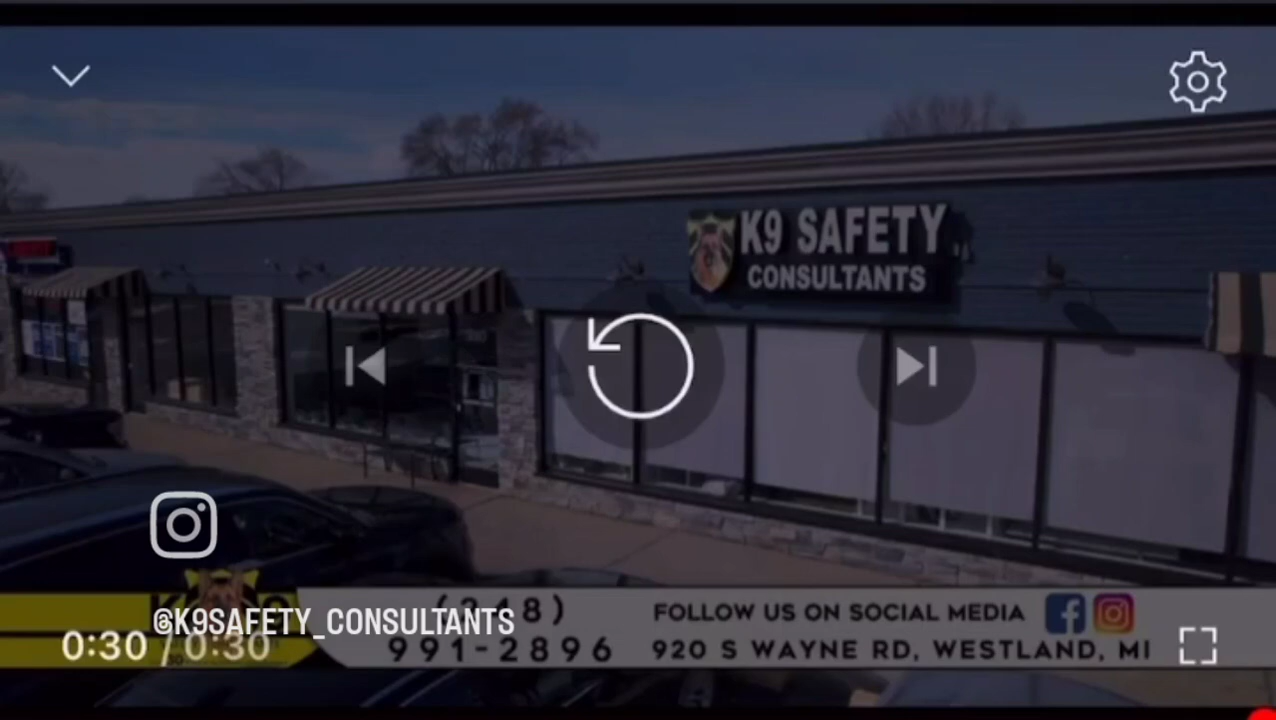 K9 SAFETY
CONSULTANTS
@K9SAFETY_CONSULTANTS
(248)
991-2896
FOLLOW US ON SOCIAL MEDIA
920 S WAYNE RD, WESTLAND, MI
0:30 / 0:30